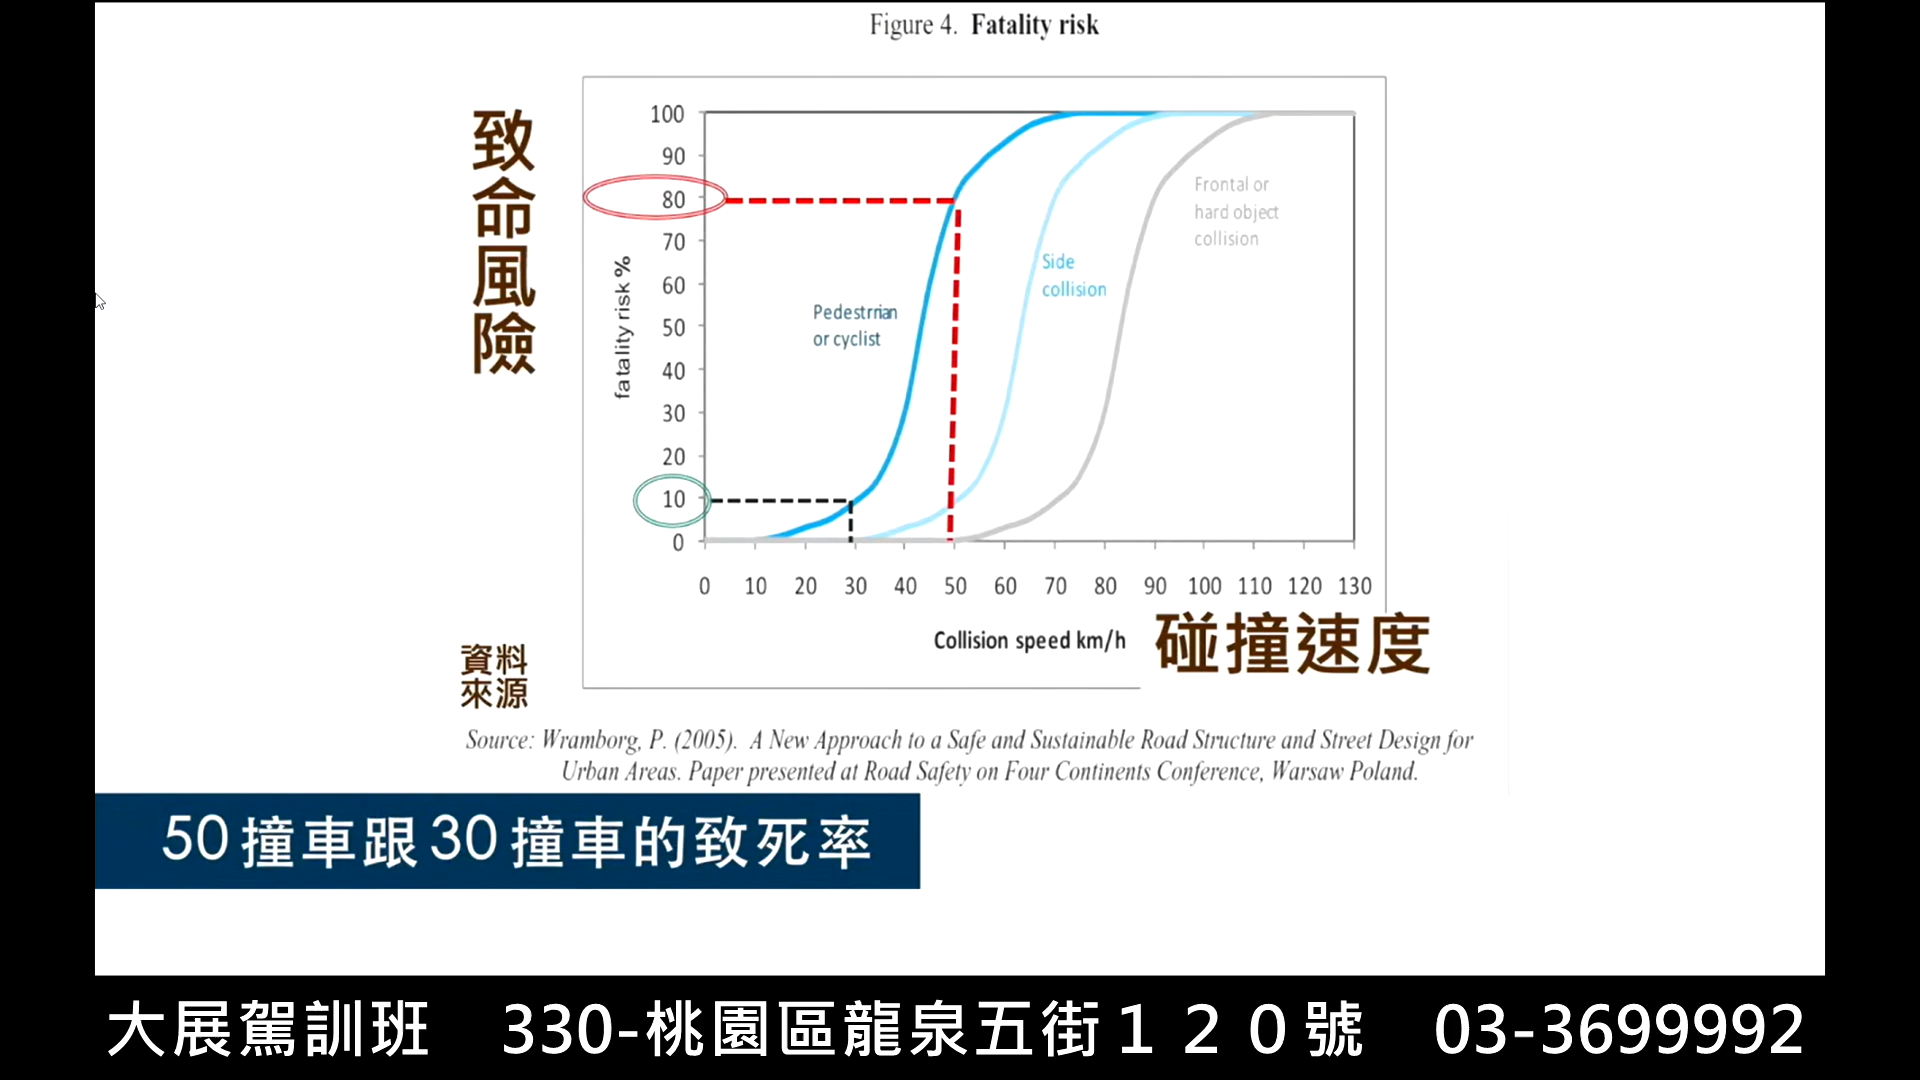 Figure 4. Fatality risk
致命風險
100
90
80
70
60
50
40
30
20
10
0
fatality risk %
Pedestrrian
or cyclist
Side
collision
Frontal or
hard object
collision
0 10 20 30 40 50 60 70 80 90 100 110 120 130
Collision speed km/h
碰撞速度
資料
來源
Source: Wramborg, P. (2005). A New Approach to a Safe and Sustainable Road Structure and Street Design for
Urban Areas. Paper presented at Road Safety on Four Continents Conference, Warsaw Poland.
50撞車跟30撞車的致死率
大展駕訓班 330-桃園區龍泉五街１２０號 03-3699992